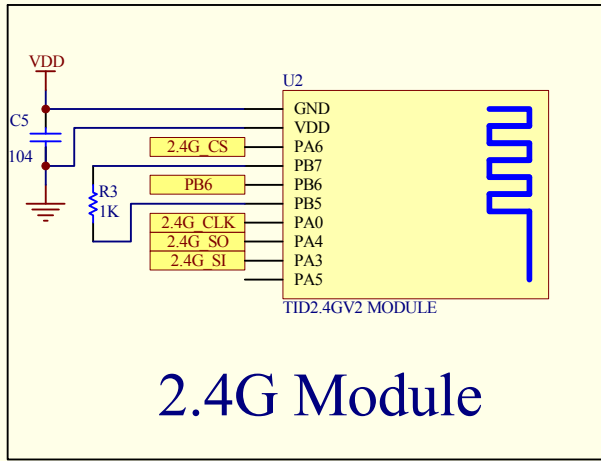 VDD
U2
C5
104
GND
VDD
2.4G_CS
PA6
PB7
PB6
PB6
R3
1K
PB5
2.4G_CLK
PA0
2.4G_SO
PA4
2.4G_SI
PA3
PA5
TID2.4GV2 MODULE
2.4G Module